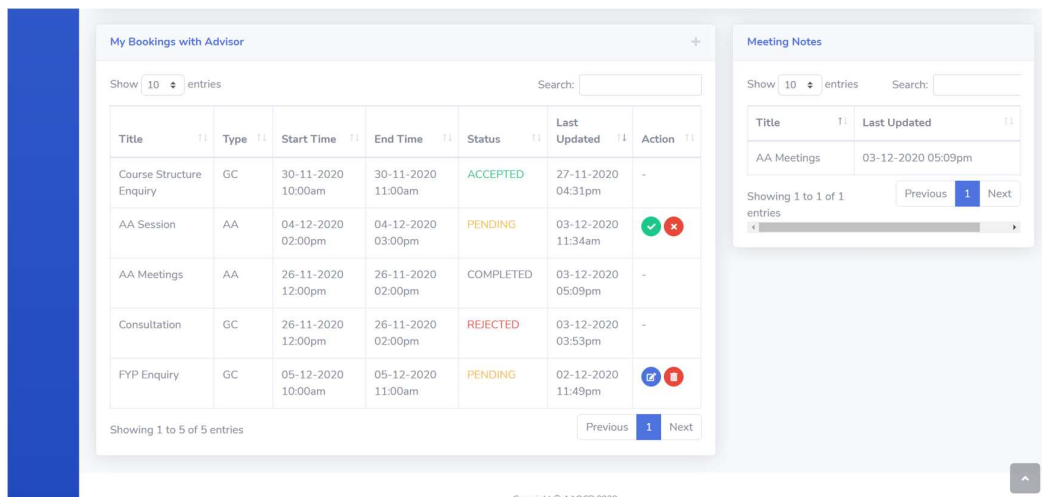 My Bookings with Advisor
Show 10 entries Search:
Title Type Start Time End Time Status Last Updated Action
Course Structure Enquiry GC 30-11-2020 10:00am 30-11-2020 11:00am ACCEPTED 27-11-2020 04:31pm -
AA Session AA 04-12-2020 02:00pm 04-12-2020 03:00pm PENDING 03-12-2020 11:34am
AA Meetings AA 26-11-2020 12:00pm 26-11-2020 02:00pm COMPLETED 03-12-2020 05:09pm -
Consultation GC 26-11-2020 12:00pm 26-11-2020 02:00pm REJECTED 03-12-2020 03:53pm -
FYP Enquiry GC 05-12-2020 10:00am 05-12-2020 11:00am PENDING 02-12-2020 11:49pm
Showing 1 to 5 of 5 entries Previous 1 Next
Meeting Notes
Show 10 entries Search:
Title Last Updated
AA Meetings 03-12-2020 05:09pm
Showing 1 to 1 of 1 entries
Previous 1 Next